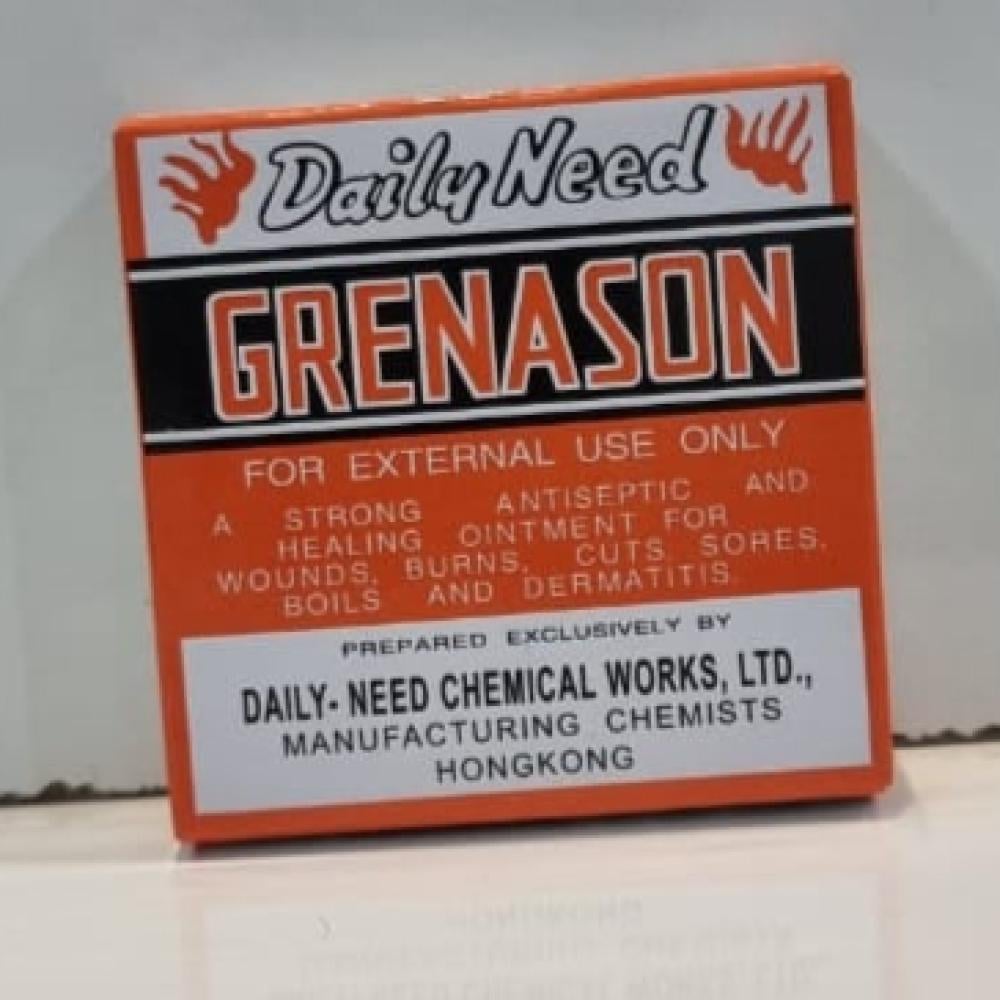 Daily Need
GRENASON
FOR EXTERNAL USE ONLY
A STRONG ANTISEPTIC AND
HEALING OINTMENT FOR
WOUNDS, BURNS, CUTS SORES,
BOILS AND DERMATITIS.
PREPARED EXCLUSIVELY BY
DAILY- NEED CHEMICAL WORKS, LTD.,
MANUFACTURING CHEMISTS
HONGKONG